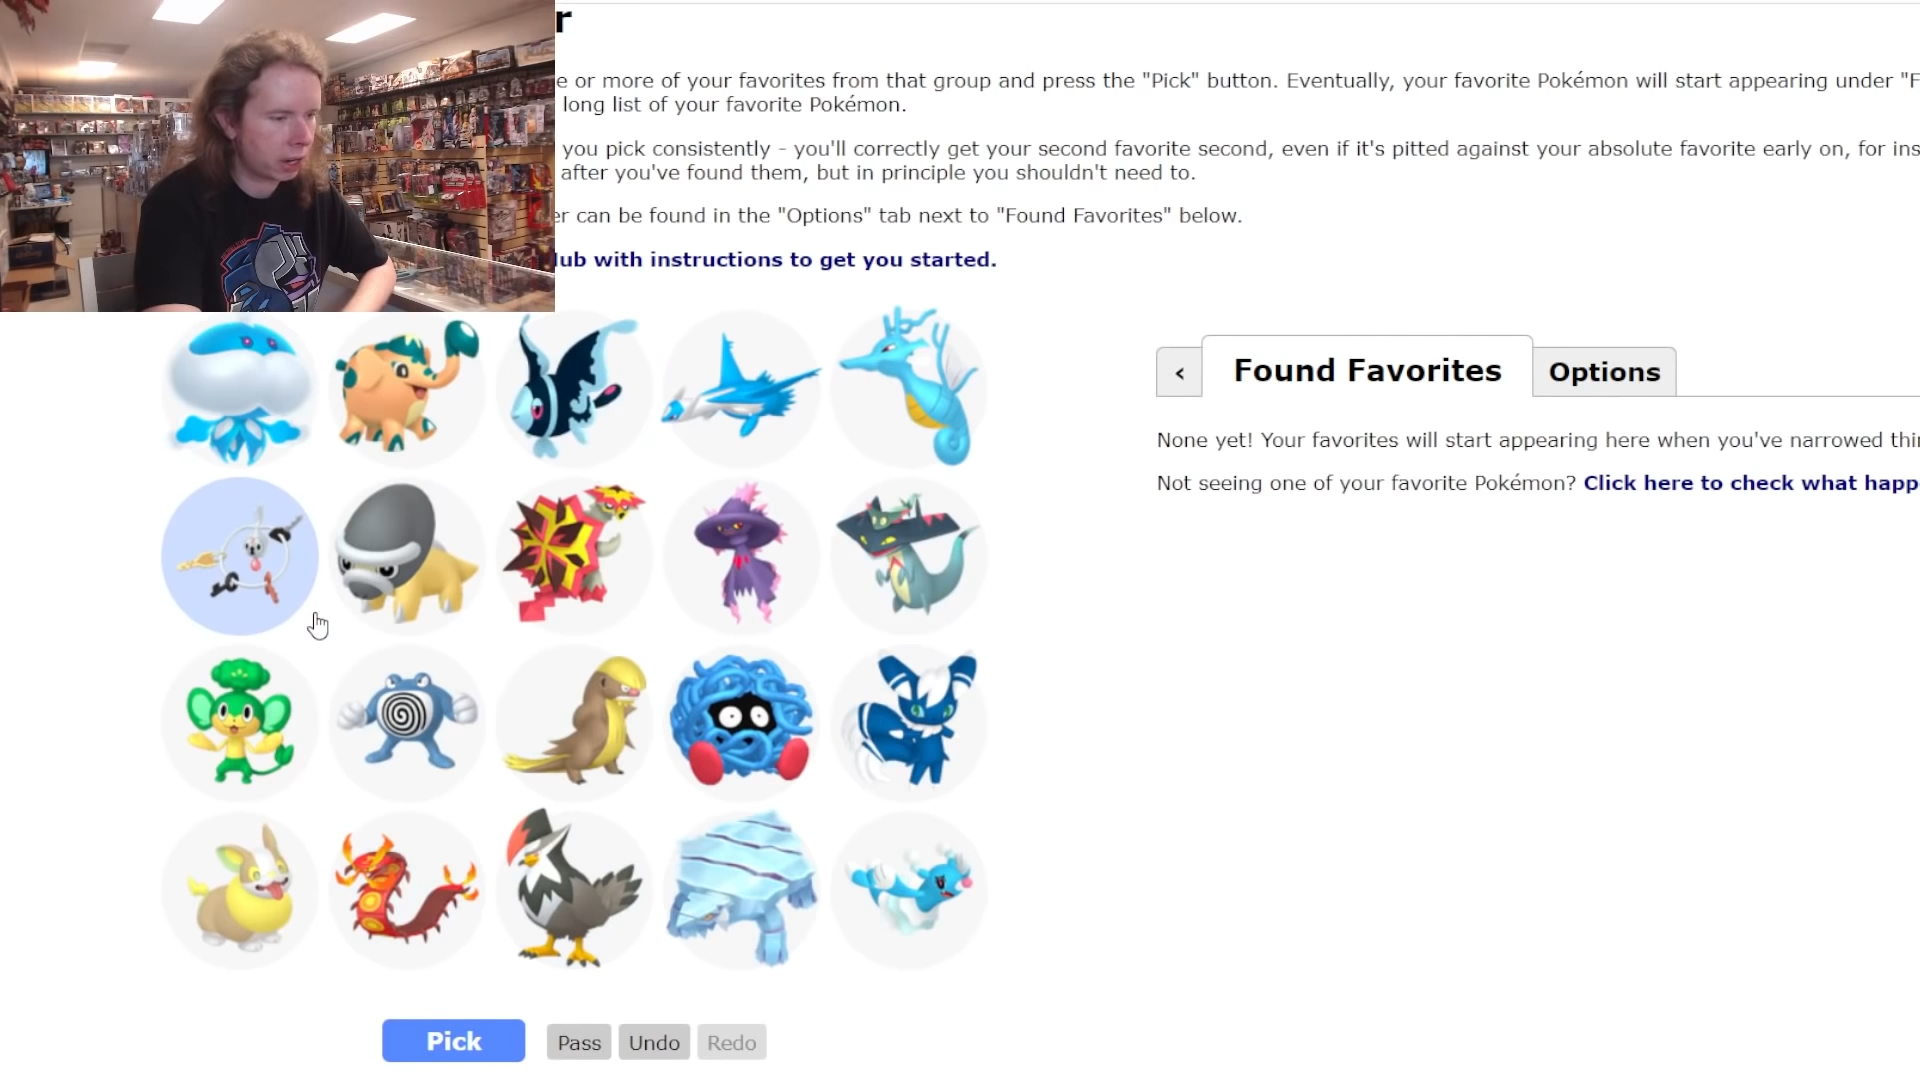 r
e or more of your favorites from that group and press the "Pick" button. Eventually, your favorite Pokémon will start appearing under "F
long list of your favorite Pokémon.
you pick consistently - you'll correctly get your second favorite second, even if it's pitted against your absolute favorite early on, for ins
after you've found them, but in principle you shouldn't need to.
er can be found in the "Options" tab next to "Found Favorites" below.
lub with instructions to get you started.
‹ Found Favorites Options
None yet! Your favorites will start appearing here when you've narrowed thi
Not seeing one of your favorite Pokémon? Click here to check what happ
Pick Pass Undo Redo